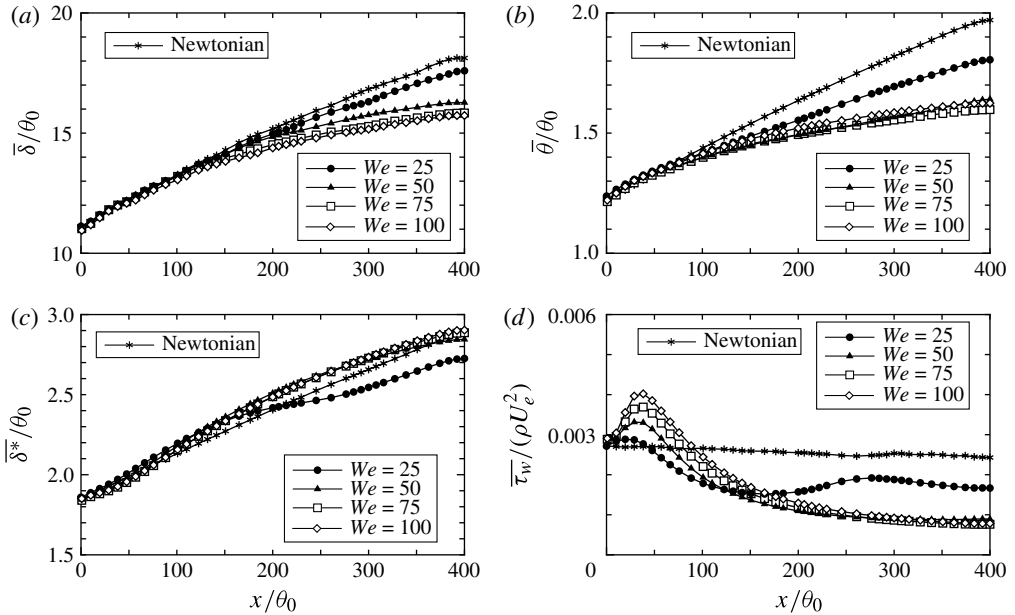 (a)
20
15
10
0
100
200
300
400
δ̅/θ₀
Newtonian
We = 25
We = 50
We = 75
We = 100
(b)
2.0
1.6
1.2
1.0
0
100
200
300
400
θ̅/θ₀
Newtonian
We = 25
We = 50
We = 75
We = 100
(c)
3.0
2.5
2.0
1.5
0
100
200
300
400
δ̅*/θ₀
x/θ₀
Newtonian
We = 25
We = 50
We = 75
We = 100
(d)
0.006
0.003
0
100
200
300
400
τ̅w/(ρUe²)
x/θ₀
Newtonian
We = 25
We = 50
We = 75
We = 100